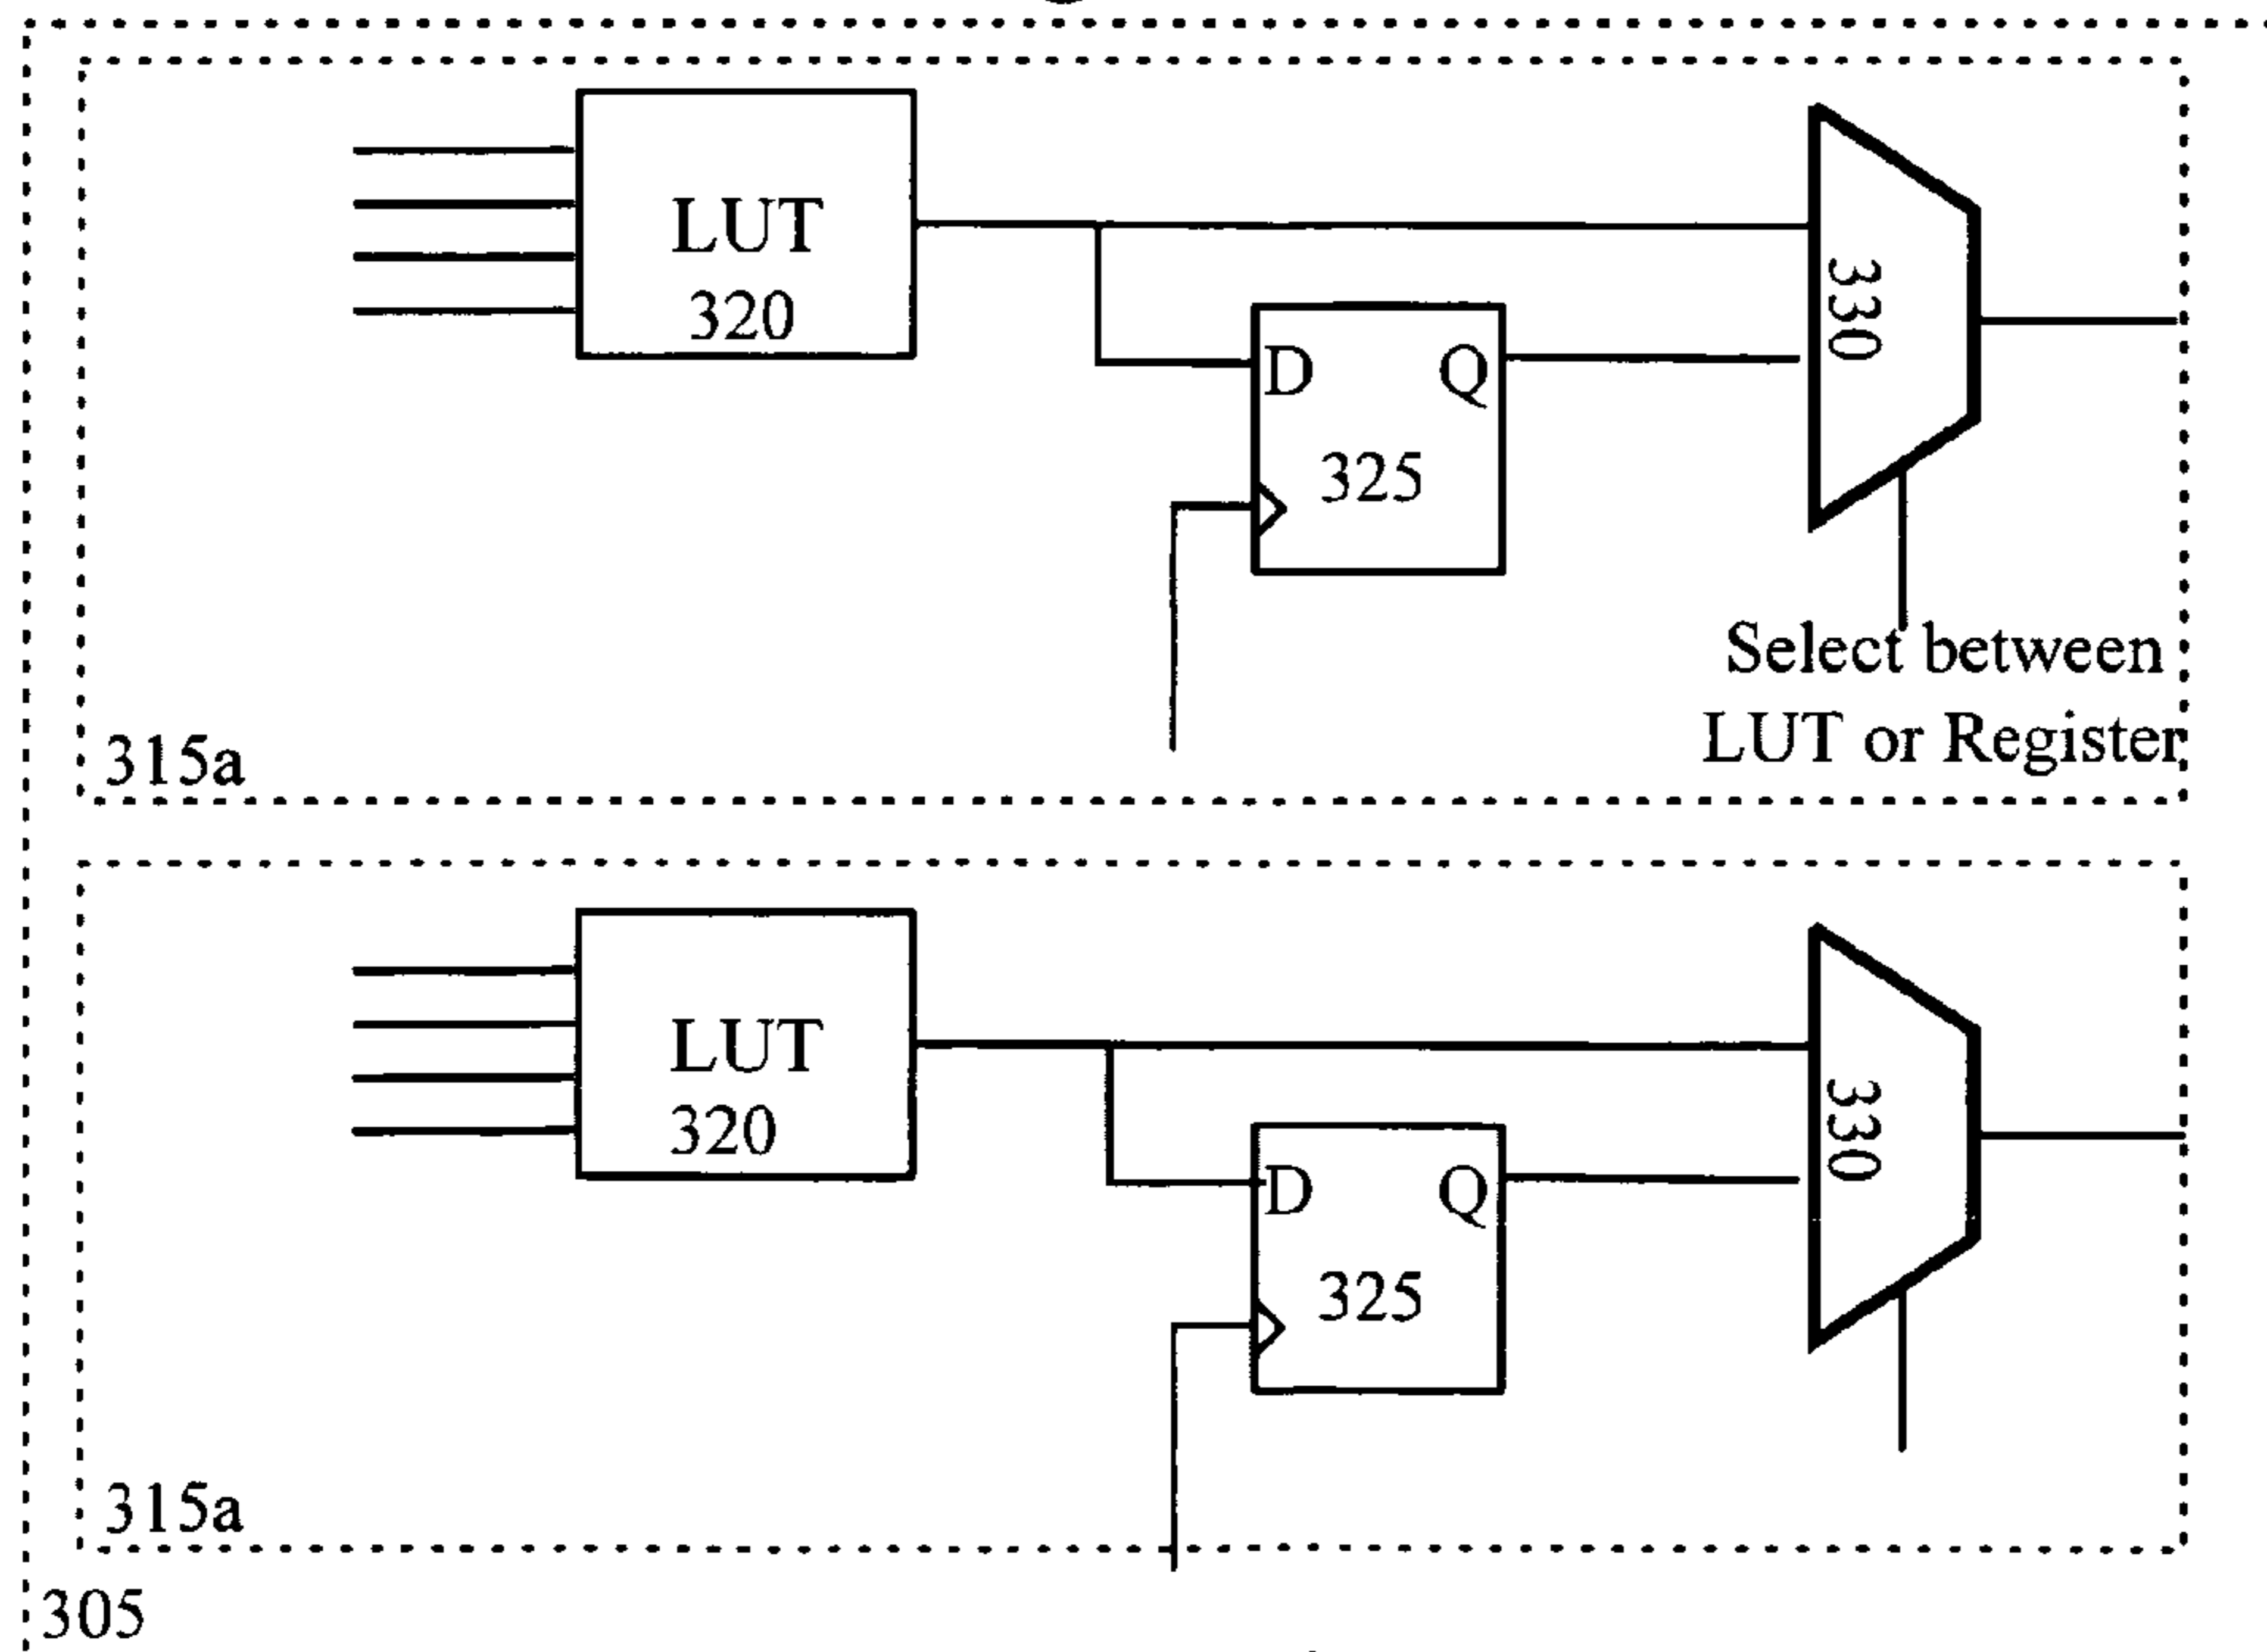 LUT
320
330
D Q
325
Select between
LUT or Register
315a
LUT
320
330
D Q
325
315a
305